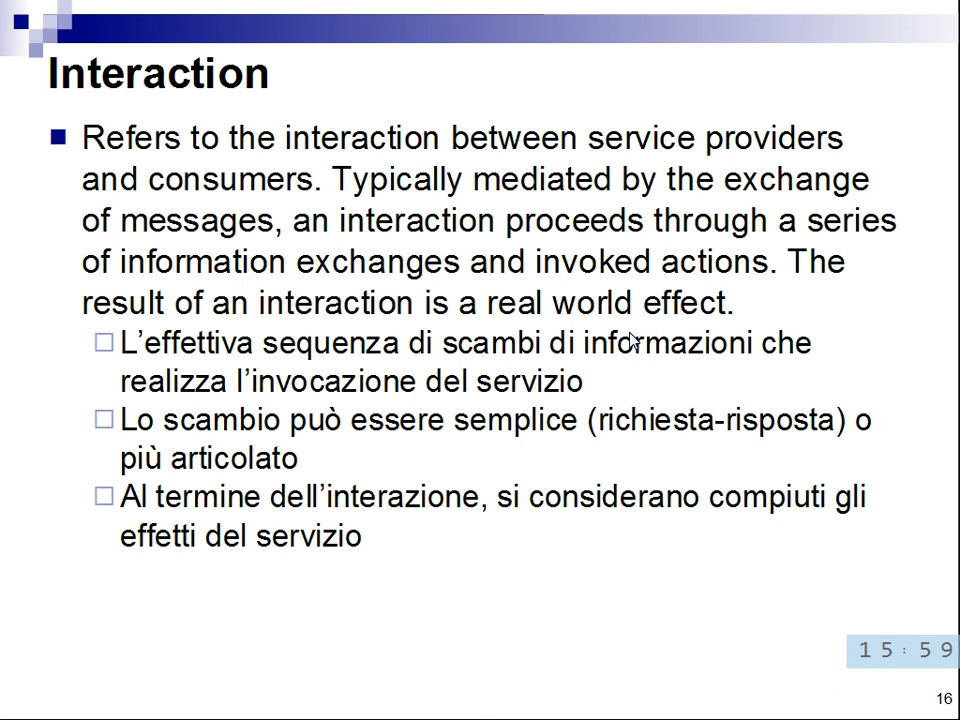 Interaction
Refers to the interaction between service providers
and consumers. Typically mediated by the exchange
of messages, an interaction proceeds through a series
of information exchanges and invoked actions. The
result of an interaction is a real world effect.
L’effettiva sequenza di scambi di informazioni che
realizza l’invocazione del servizio
Lo scambio può essere semplice (richiesta-risposta) o
più articolato
Al termine dell’interazione, si considerano compiuti gli
effetti del servizio
15:59
16